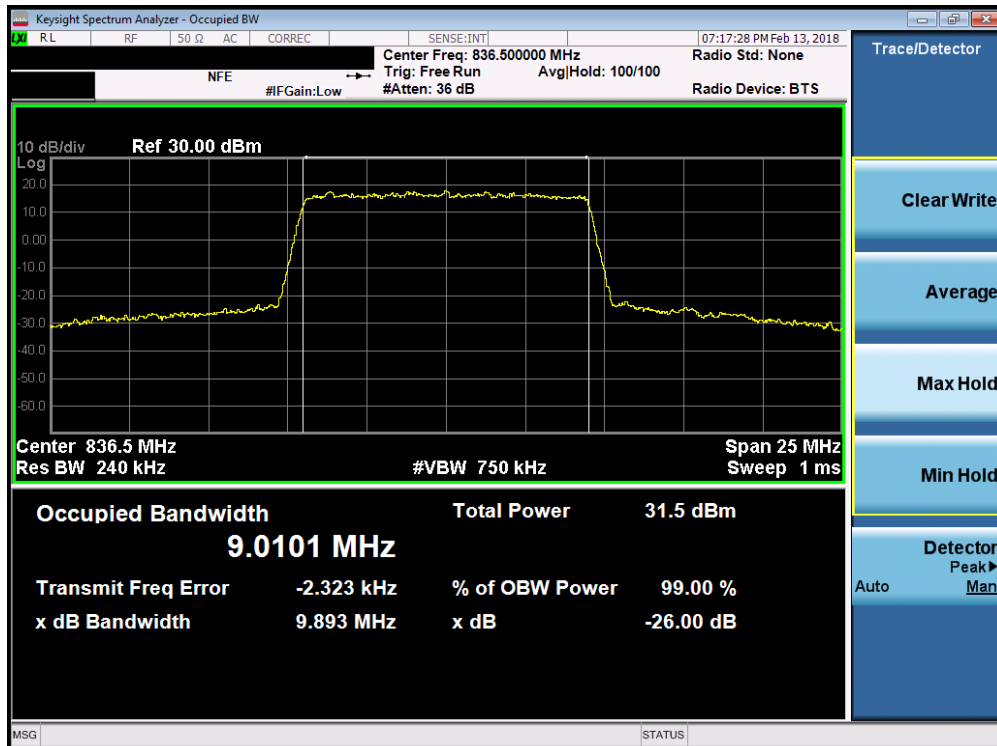 Keysight Spectrum Analyzer - Occupied BW
LXI RL RF 50 Ω AC CORREC SENSE:INT 07:17:28 PM Feb 13, 2018
Center Freq: 836.500000 MHz Radio Std: None
NFE Trig: Free Run Avg|Hold: 100/100
#IFGain:Low #Atten: 36 dB Radio Device: BTS
Trace/Detector
10 dB/div Ref 30.00 dBm
Log
20.0
10.0
0.00
-10.0
-20.0
-30.0
-40.0
-50.0
-60.0
Center 836.5 MHz Span 25 MHz
Res BW 240 kHz #VBW 750 kHz Sweep 1 ms
Occupied Bandwidth Total Power 31.5 dBm
9.0101 MHz
Transmit Freq Error -2.323 kHz % of OBW Power 99.00 %
x dB Bandwidth 9.893 MHz x dB -26.00 dB
Clear Write
Average
Max Hold
Min Hold
Detector
Peak▶
Auto Man
MSG STATUS